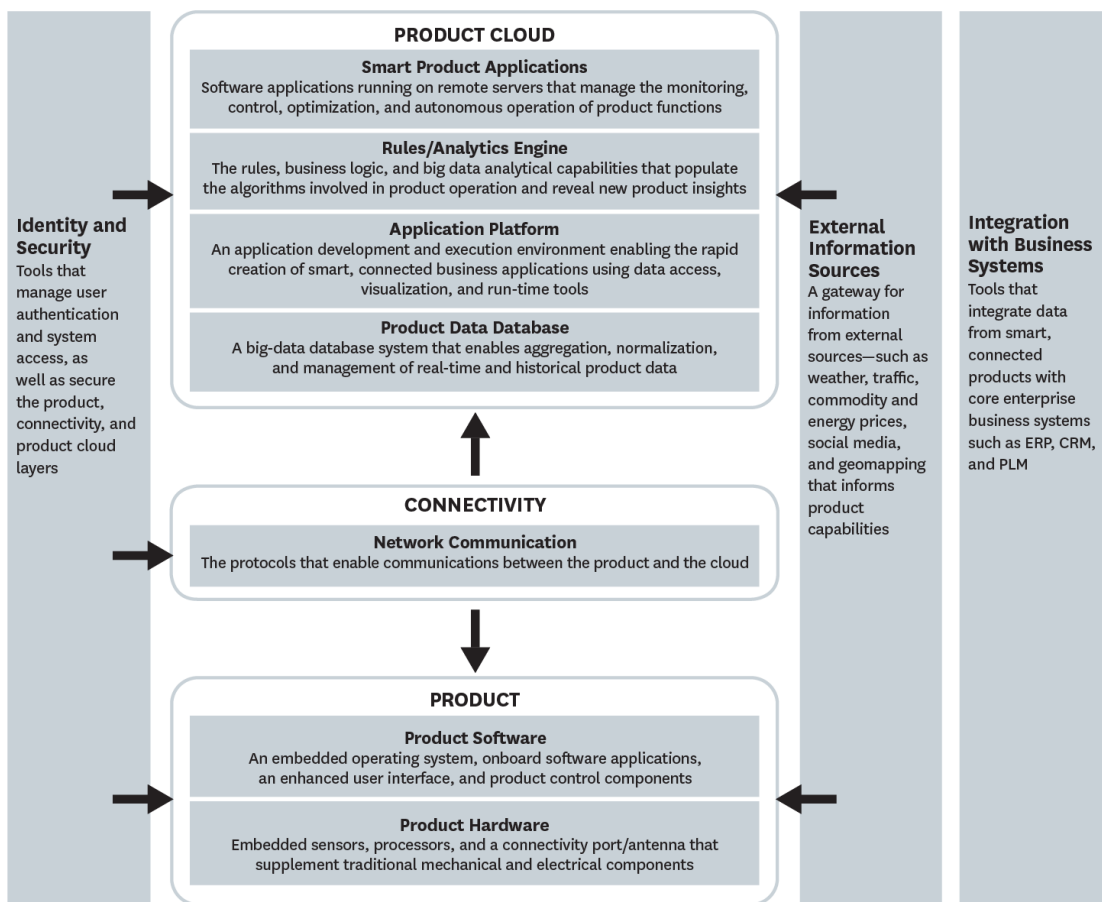 PRODUCT CLOUD
Smart Product Applications
Software applications running on remote servers that manage the monitoring,
control, optimization, and autonomous operation of product functions
Rules/Analytics Engine
The rules, business logic, and big data analytical capabilities that populate
the algorithms involved in product operation and reveal new product insights
Application Platform
An application development and execution environment enabling the rapid
creation of smart, connected business applications using data access,
visualization, and run-time tools
Product Data Database
A big-data database system that enables aggregation, normalization,
and management of real-time and historical product data
CONNECTIVITY
Network Communication
The protocols that enable communications between the product and the cloud
PRODUCT
Product Software
An embedded operating system, onboard software applications,
an enhanced user interface, and product control components
Product Hardware
Embedded sensors, processors, and a connectivity port/antenna that
supplement traditional mechanical and electrical components
Identity and
Security
Tools that
manage user
authentication
and system
access, as
well as secure
the product,
connectivity, and
product cloud
layers
External
Information
Sources
A gateway for
information
from external
sources—such as
weather, traffic,
commodity and
energy prices,
social media,
and geomapping
that informs
product
capabilities
Integration
with Business
Systems
Tools that
integrate data
from smart,
connected
products with
core enterprise
business systems
such as ERP, CRM,
and PLM